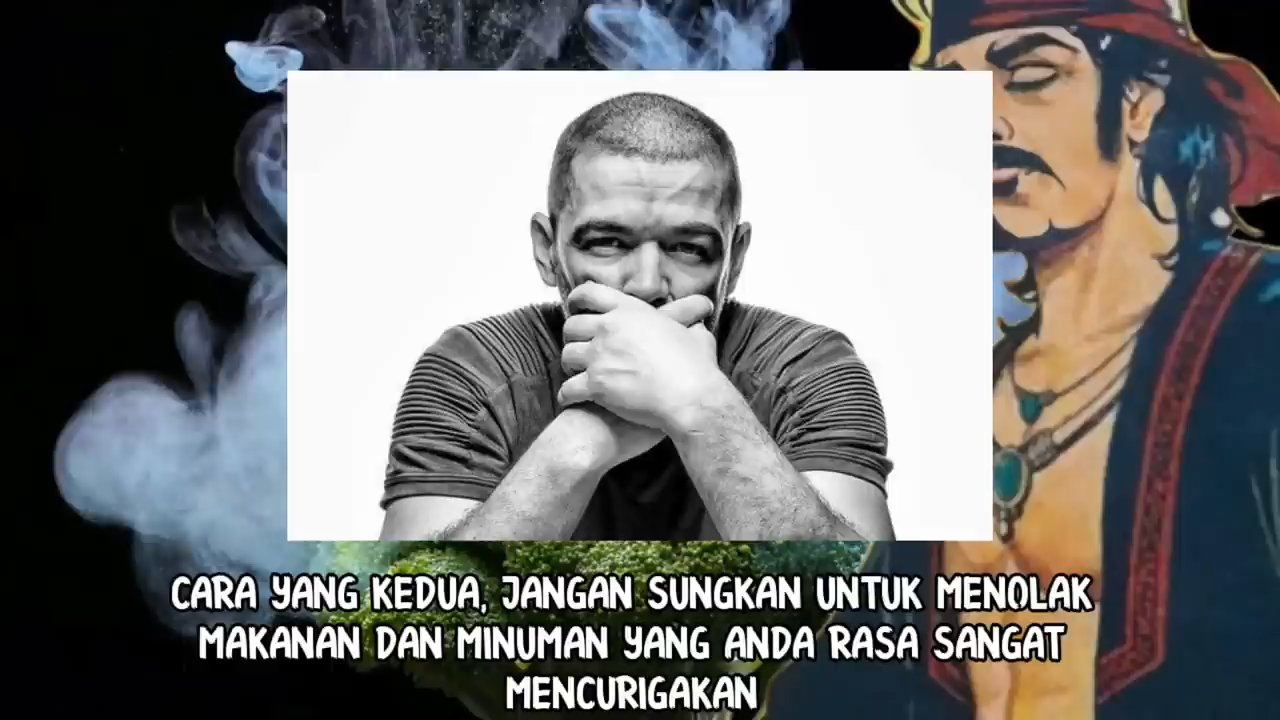 CARA YANG KEDUA, JANGAN SUNGKAN UNTUK MENOLAK
MAKANAN DAN MINUMAN YANG ANDA RASA SANGAT
MENCURIGAKAN